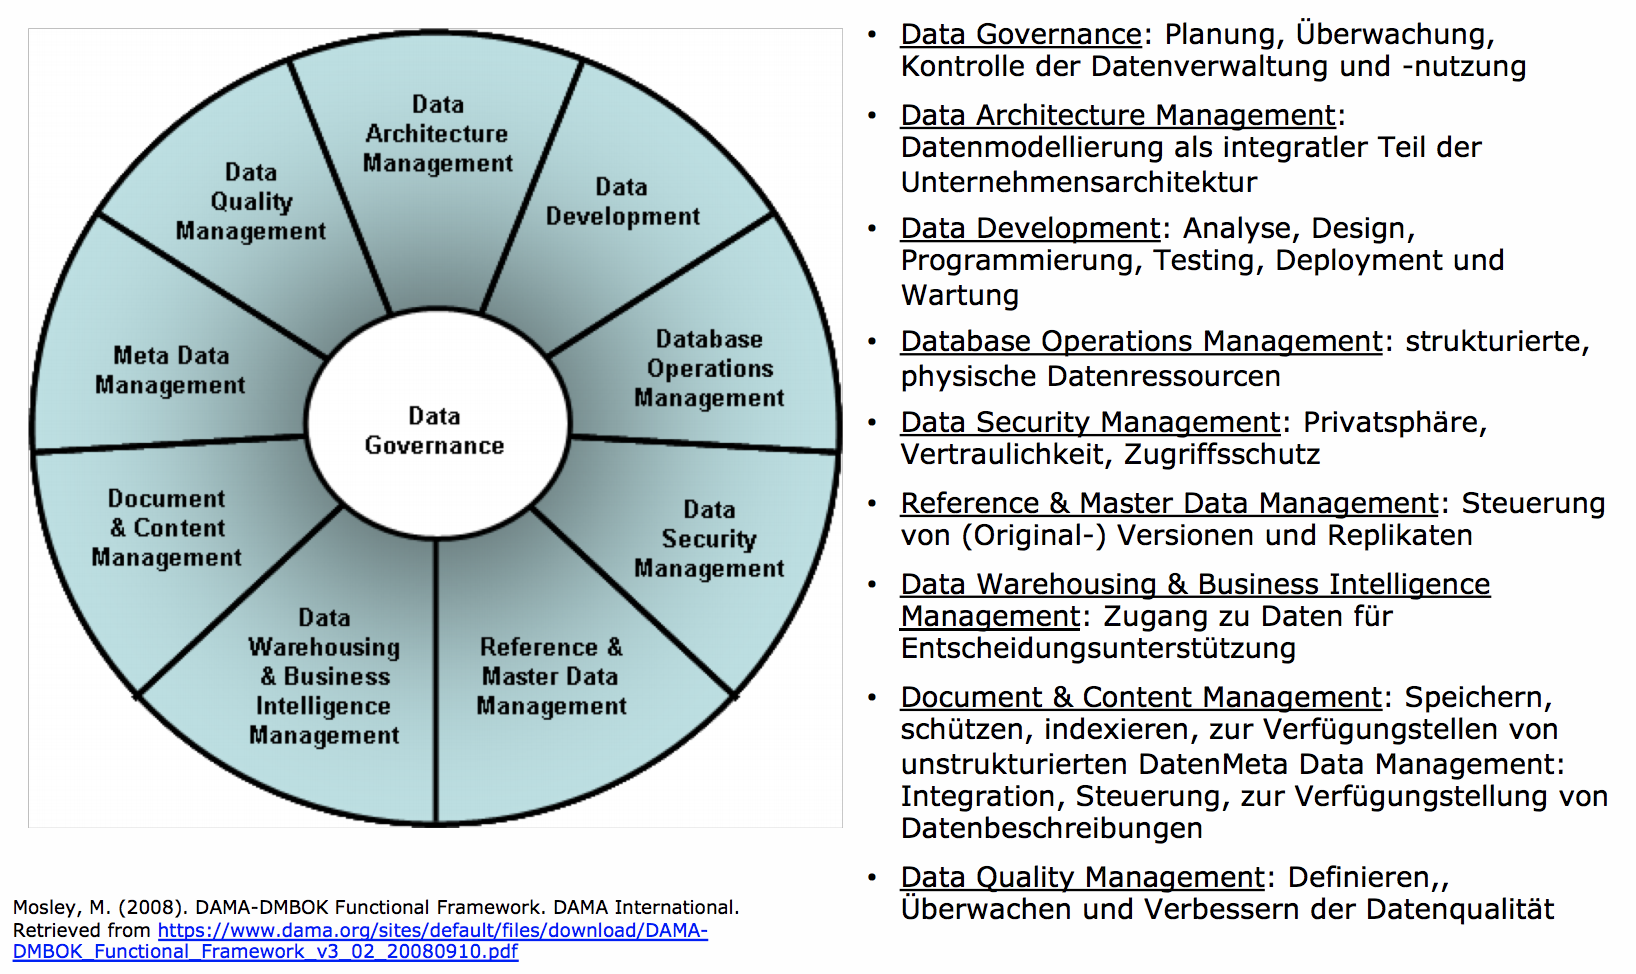 Data
Architecture
Management
Data
Development
Database
Operations
Management
Data
Security
Management
Reference &
Master Data
Management
Data
Warehousing
& Business
Intelligence
Management
Document
& Content
Management
Meta Data
Management
Data
Quality
Management
Data
Governance
• Data Governance: Planung, Überwachung,
Kontrolle der Datenverwaltung und -nutzung
• Data Architecture Management:
Datenmodellierung als integratler Teil der
Unternehmensarchitektur
• Data Development: Analyse, Design,
Programmierung, Testing, Deployment und
Wartung
• Database Operations Management: strukturierte,
physische Datenressourcen
• Data Security Management: Privatsphäre,
Vertraulichkeit, Zugriffsschutz
• Reference & Master Data Management: Steuerung
von (Original-) Versionen und Replikaten
• Data Warehousing & Business Intelligence
Management: Zugang zu Daten für
Entscheidungsunterstützung
• Document & Content Management: Speichern,
schützen, indexieren, zur Verfügungstellen von
unstrukturierten DatenMeta Data Management:
Integration, Steuerung, zur Verfügungstellung von
Datenbeschreibungen
• Data Quality Management: Definieren,,
Überwachen und Verbessern der Datenqualität
Mosley, M. (2008). DAMA-DMBOK Functional Framework. DAMA International.
Retrieved from https://www.dama.org/sites/default/files/download/DAMA-
DMBOK_Functional_Framework_v3_02_20080910.pdf